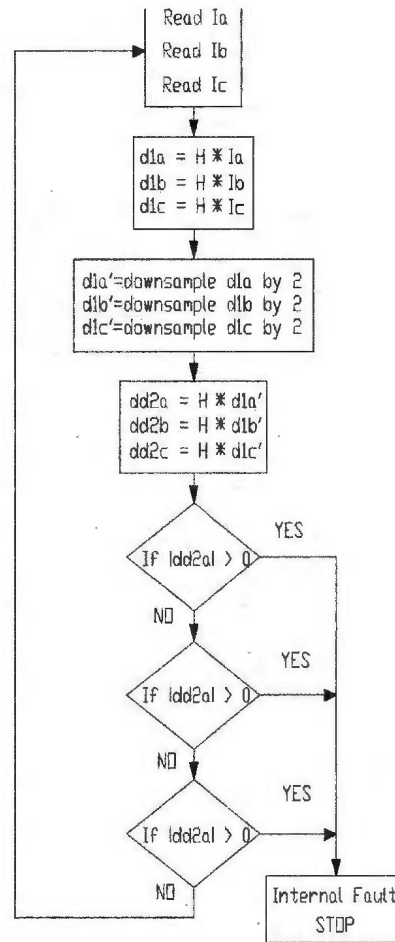 Read Ia
Read Ib
Read Ic
d1a = H * Ia
d1b = H * Ib
d1c = H * Ic
d1a'=downsample d1a by 2
d1b'=downsample d1b by 2
d1c'=downsample d1c by 2
dd2a = H * d1a'
dd2b = H * d1b'
dd2c = H * d1c'
YES
If |dd2a| > 0
NO
YES
If |dd2a| > 0
NO
YES
If |dd2a| > 0
NO
Internal Fault
STOP